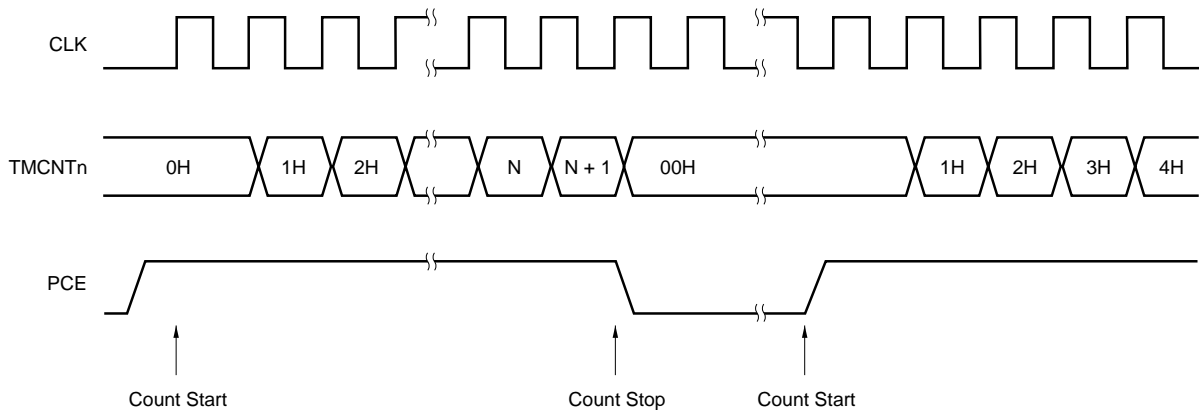 CLK
TMCNTn
0H
1H
2H
N
N + 1
00H
1H
2H
3H
4H
PCE
Count Start
Count Stop
Count Start